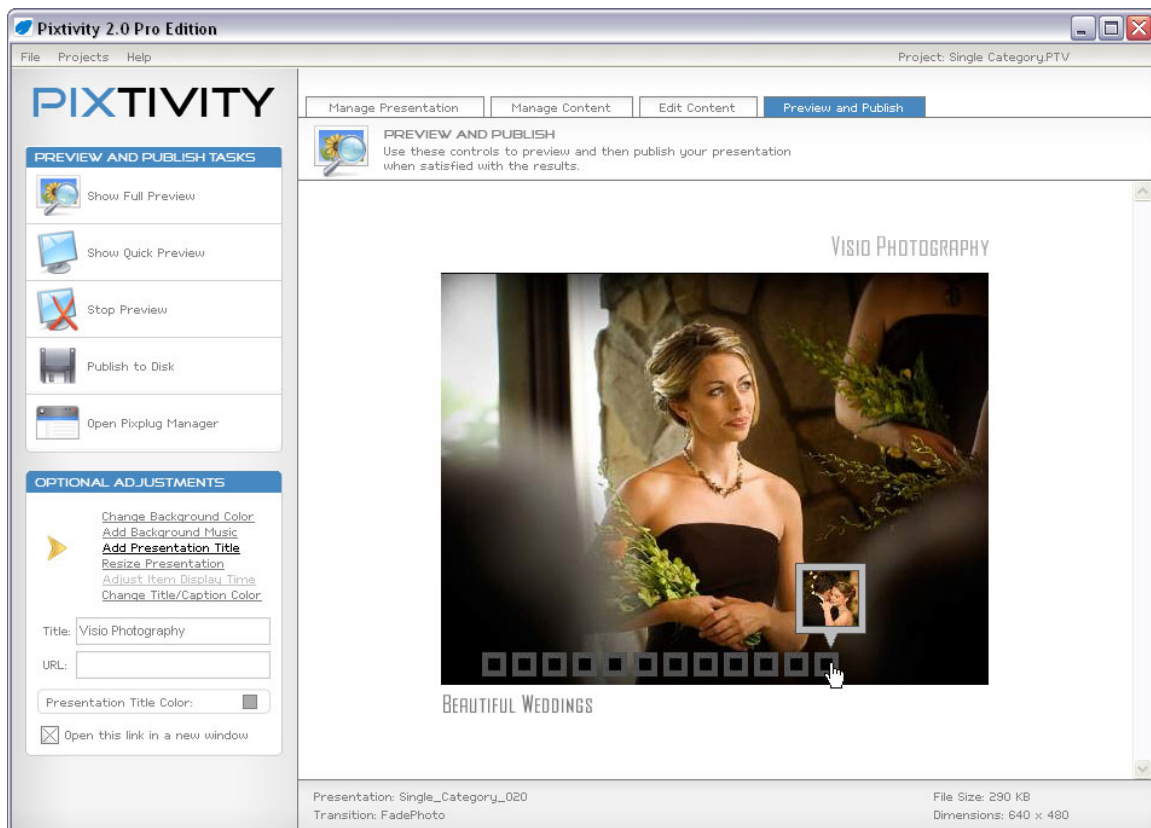 Pixtivity 2.0 Pro Edition
File Projects Help
Project: Single Category.PTV
PIXTIVITY
Manage Presentation
Manage Content
Edit Content
Preview and Publish
PREVIEW AND PUBLISH
Use these controls to preview and then publish your presentation
when satisfied with the results.
PREVIEW AND PUBLISH TASKS
Show Full Preview
Show Quick Preview
Stop Preview
Publish to Disk
Open Pixplug Manager
OPTIONAL ADJUSTMENTS
Change Background Color
Add Background Music
Add Presentation Title
Resize Presentation
Adjust Item Display Time
Change Title/Caption Color
Title: Visio Photography
URL:
Presentation Title Color:
Open this link in a new window
VISIO PHOTOGRAPHY
BEAUTIFUL WEDDINGS
Presentation: Single_Category_020
Transition: FadePhoto
File Size: 290 KB
Dimensions: 640 x 480